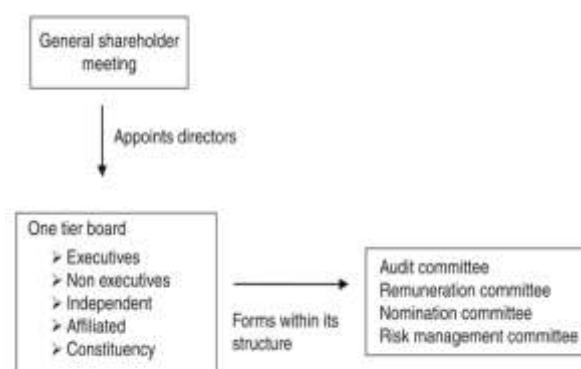 General shareholder
meeting
Appoints directors
One tier board
➢ Executives
➢ Non executives
➢ Independent
➢ Affiliated
➢ Constituency
Forms within its
structure
Audit committee
Remuneration committee
Nomination committee
Risk management committee